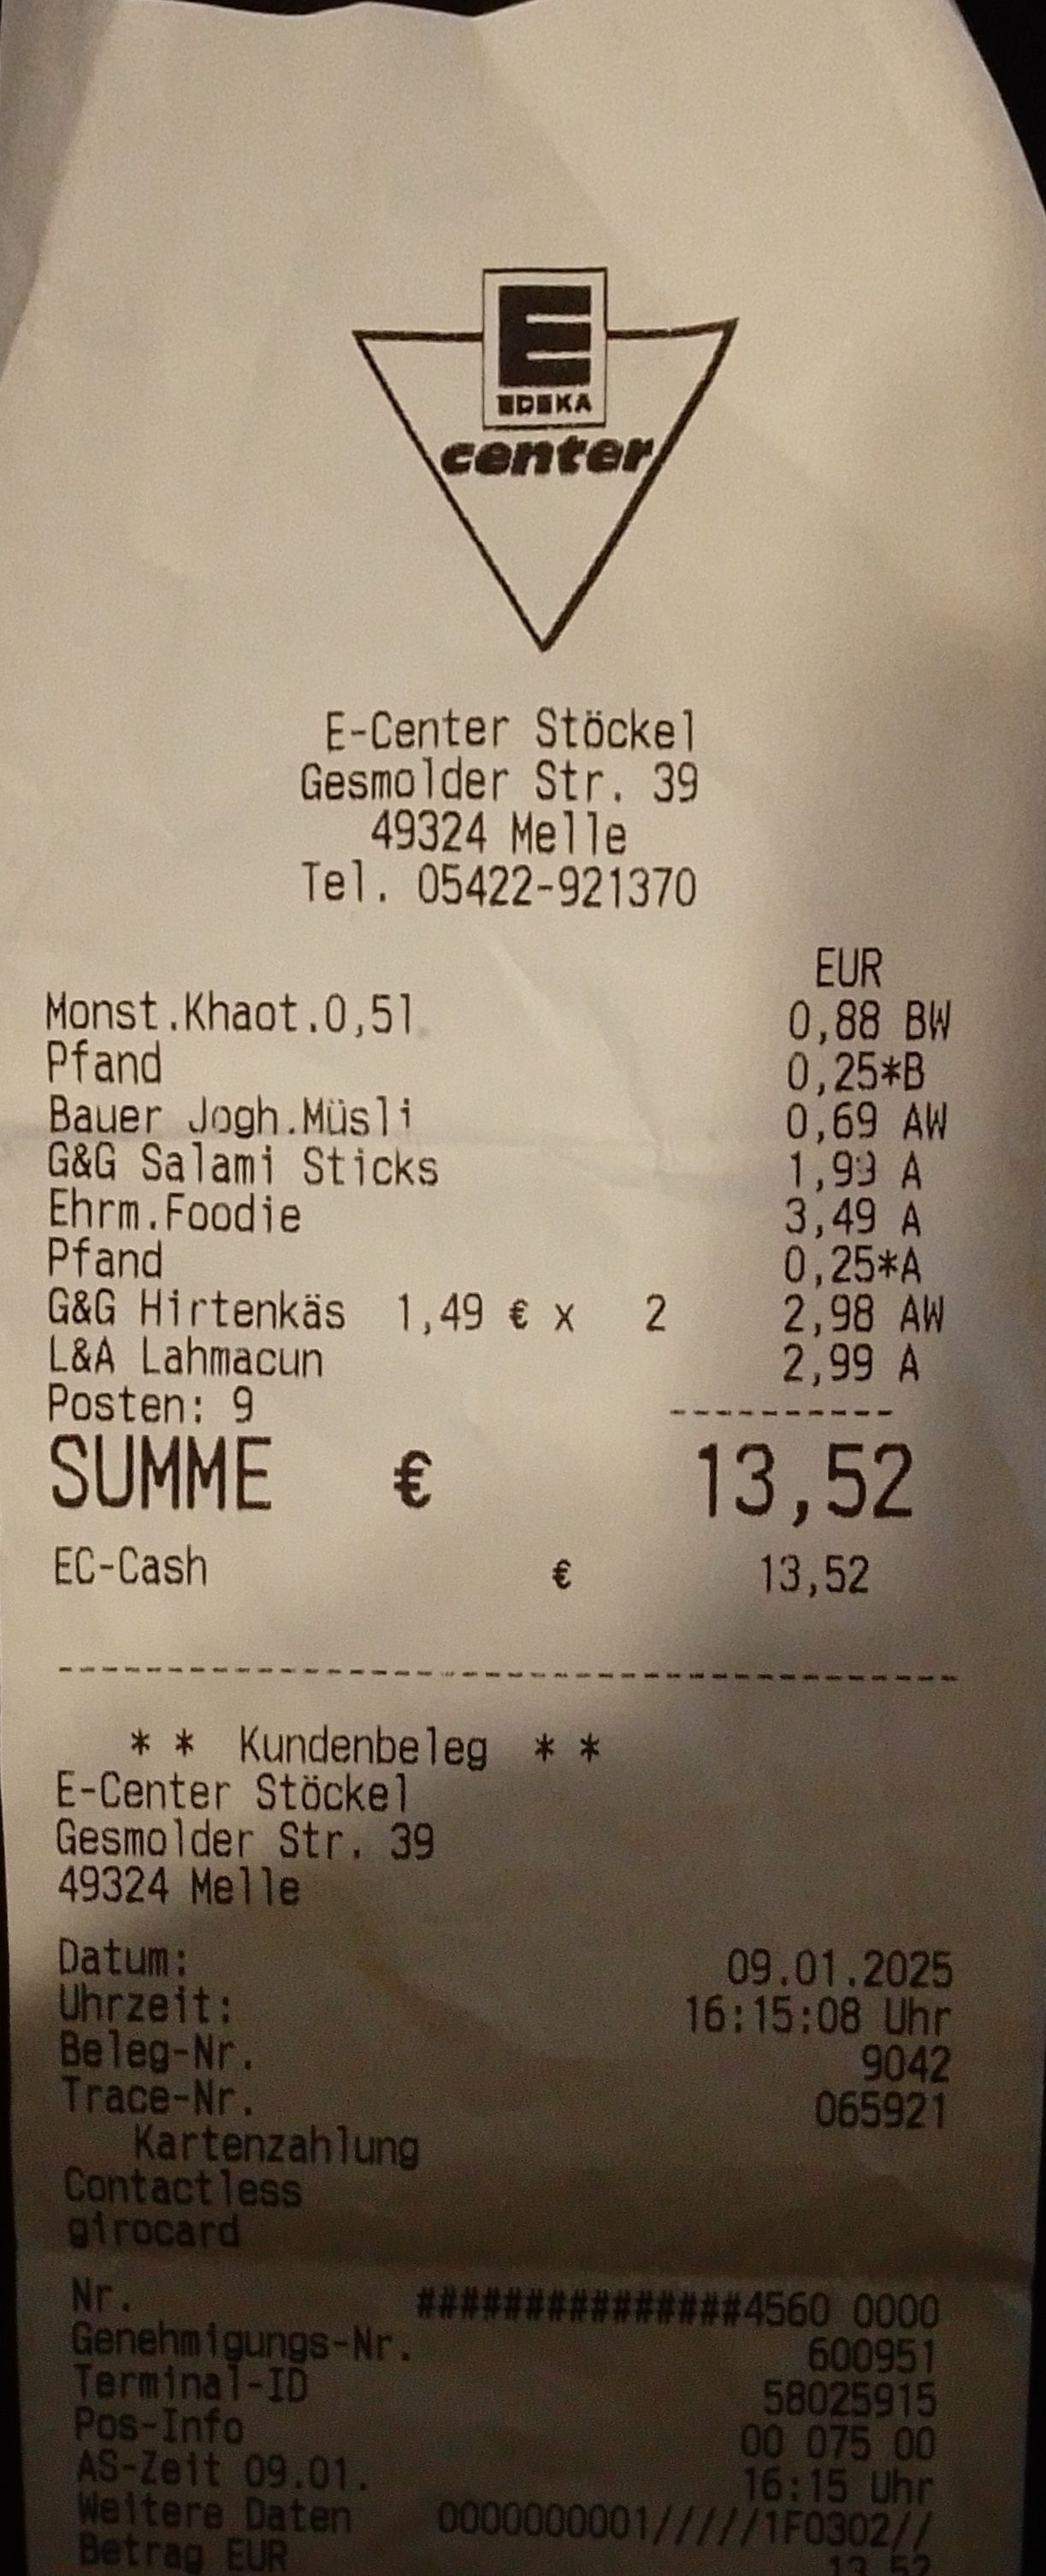 E
EDEKA
center
E-Center Stöckel
Gesmolder Str. 39
49324 Melle
Tel. 05422-921370
EUR
Monst.Khaot.0,5l 0,88 BW
Pfand 0,25*B
Bauer Jogh.Müsli 0,69 AW
G&G Salami Sticks 1,99 A
Ehrm.Foodie 3,49 A
Pfand 0,25*A
G&G Hirtenkäs 1,49 € x 2 2,98 AW
L&A Lahmacun 2,99 A
Posten: 9 ----------
SUMME € 13,52
EC-Cash € 13,52
-----------------------------------------
* * Kundenbeleg * *
E-Center Stöckel
Gesmolder Str. 39
49324 Melle
Datum: 09.01.2025
Uhrzeit: 16:15:08 Uhr
Beleg-Nr. 9042
Trace-Nr. 065921
Kartenzahlung
Contactless
girocard
Nr. ###############4560 0000
Genehmigungs-Nr. 600951
Terminal-ID 58025915
Pos-Info 00 075 00
AS-Zeit 09.01. 16:15 Uhr
Weitere Daten 0000000001/////1F0302//
Betrag EUR 13,52